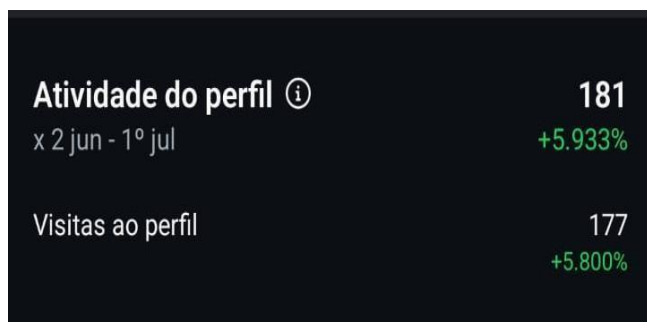 Atividade do perfil 181
x 2 jun - 1º jul +5.933%
Visitas ao perfil 177
+5.800%